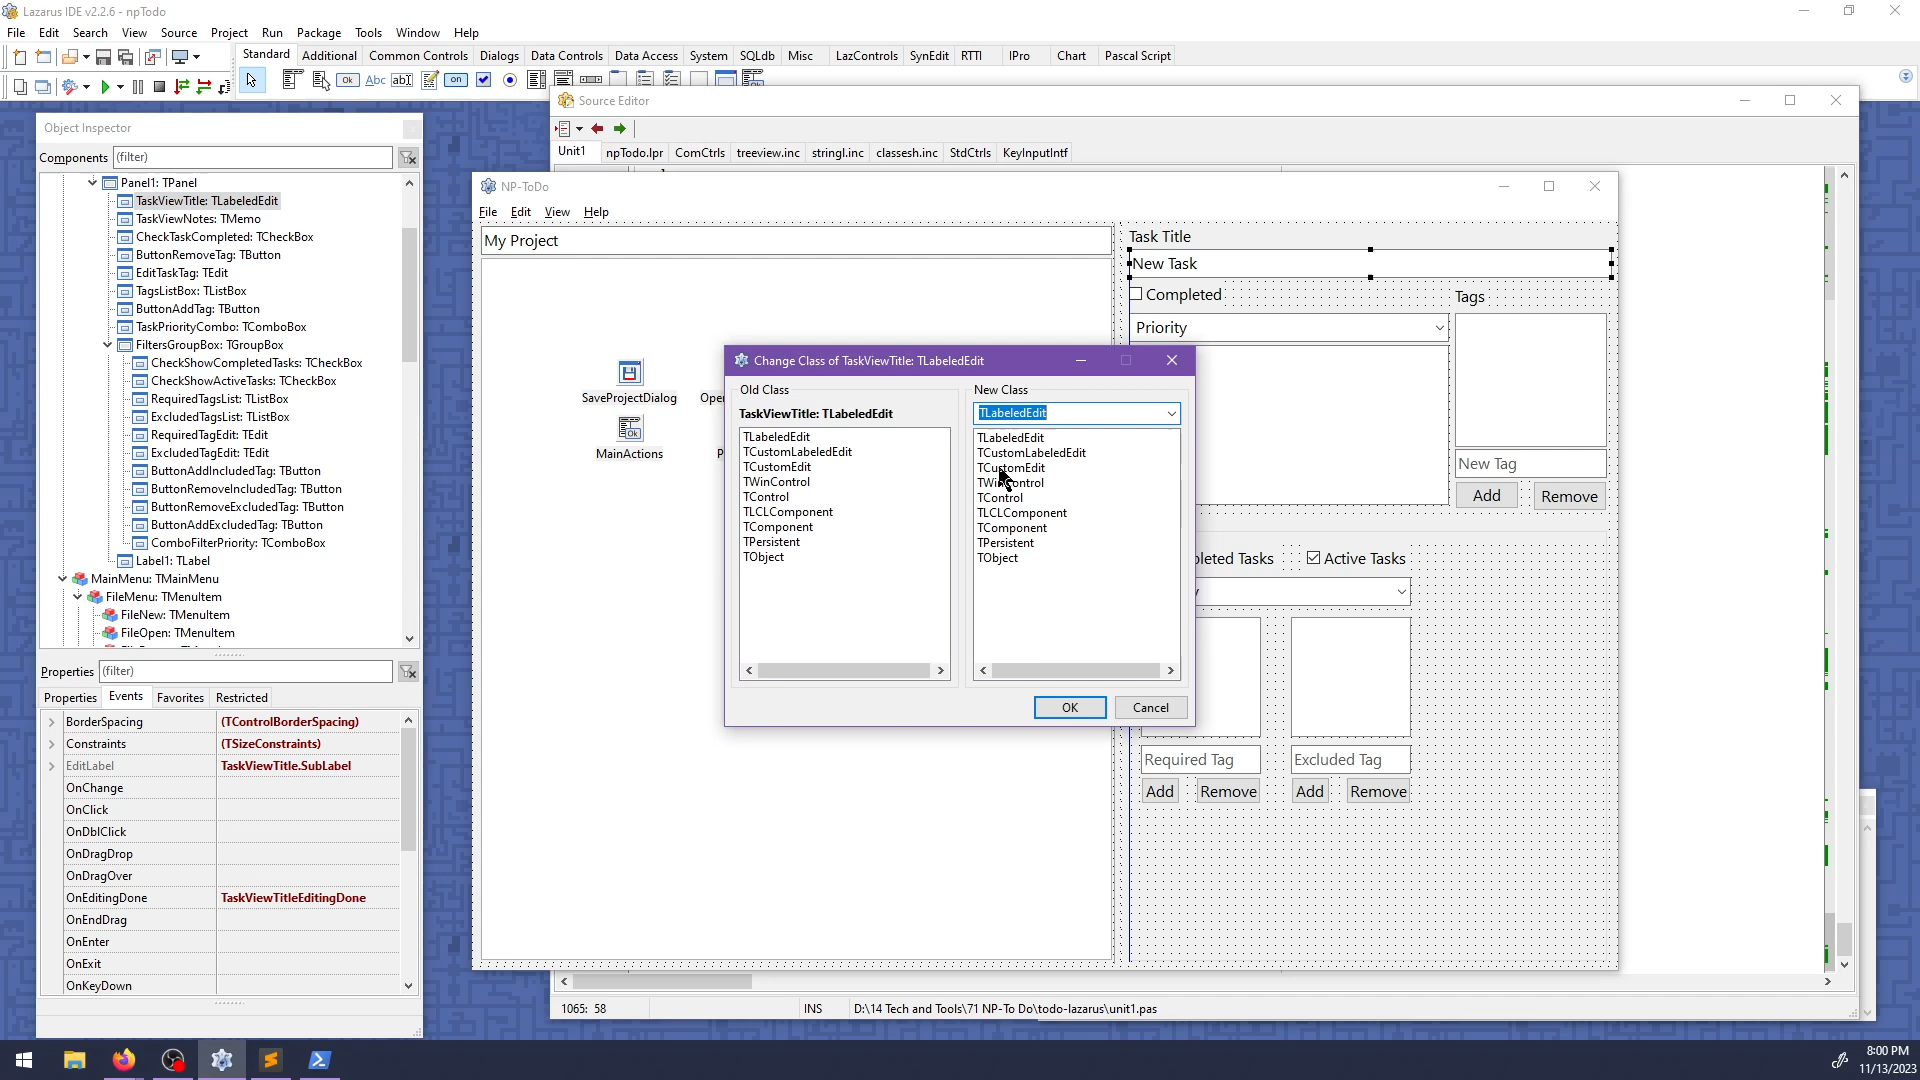 Lazarus IDE v2.2.6 - npTodo
File Edit Search View Source Project Run Package Tools Window Help
Standard Additional Common Controls Dialogs Data Controls Data Access System SQLdb Misc LazControls SynEdit RTTI IPro Chart Pascal Script
Ok Abc abI on
Object Inspector
Components (filter)
Panel1: TPanel
TaskViewTitle: TLabeledEdit
TaskViewNotes: TMemo
CheckTaskCompleted: TCheckBox
ButtonRemoveTag: TButton
EditTaskTag: TEdit
TagsListBox: TListBox
ButtonAddTag: TButton
TaskPriorityCombo: TComboBox
FiltersGroupBox: TGroupBox
CheckShowCompletedTasks: TCheckBox
CheckShowActiveTasks: TCheckBox
RequiredTagsList: TListBox
ExcludedTagsList: TListBox
RequiredTagEdit: TEdit
ExcludedTagEdit: TEdit
ButtonAddIncludedTag: TButton
ButtonRemoveIncludedTag: TButton
ButtonRemoveExcludedTag: TButton
ButtonAddExcludedTag: TButton
ComboFilterPriority: TComboBox
Label1: TLabel
MainMenu: TMainMenu
FileMenu: TMenuItem
FileNew: TMenuItem
FileOpen: TMenuItem
Properties (filter)
Properties Events Favorites Restricted
BorderSpacing (TControlBorderSpacing)
Constraints (TSizeConstraints)
EditLabel TaskViewTitle.SubLabel
OnChange
OnClick
OnDblClick
OnDragDrop
OnDragOver
OnEditingDone TaskViewTitleEditingDone
OnEndDrag
OnEnter
OnExit
OnKeyDown
Source Editor
Unit1 npTodo.lpr ComCtrls treeview.inc stringl.inc classesh.inc StdCtrls KeyInputIntf
NP-ToDo
File Edit View Help
My Project
SaveProjectDialog Oper
MainActions P
Task Title
New Task
Completed
Tags
Priority
New Tag
Add Remove
pleted Tasks Active Tasks
y
Required Tag Excluded Tag
Add Remove Add Remove
Change Class of TaskViewTitle: TLabeledEdit
Old Class
TaskViewTitle: TLabeledEdit
TLabeledEdit
TCustomLabeledEdit
TCustomEdit
TWinControl
TControl
TLCLComponent
TComponent
TPersistent
TObject
New Class
TLabeledEdit
TLabeledEdit
TCustomLabeledEdit
TCustomEdit
TWinControl
TControl
TLCLComponent
TComponent
TPersistent
TObject
OK Cancel
1065: 58 INS D:\14 Tech and Tools\71 NP-To Do\todo-lazarus\unit1.pas
8:00 PM
11/13/2023